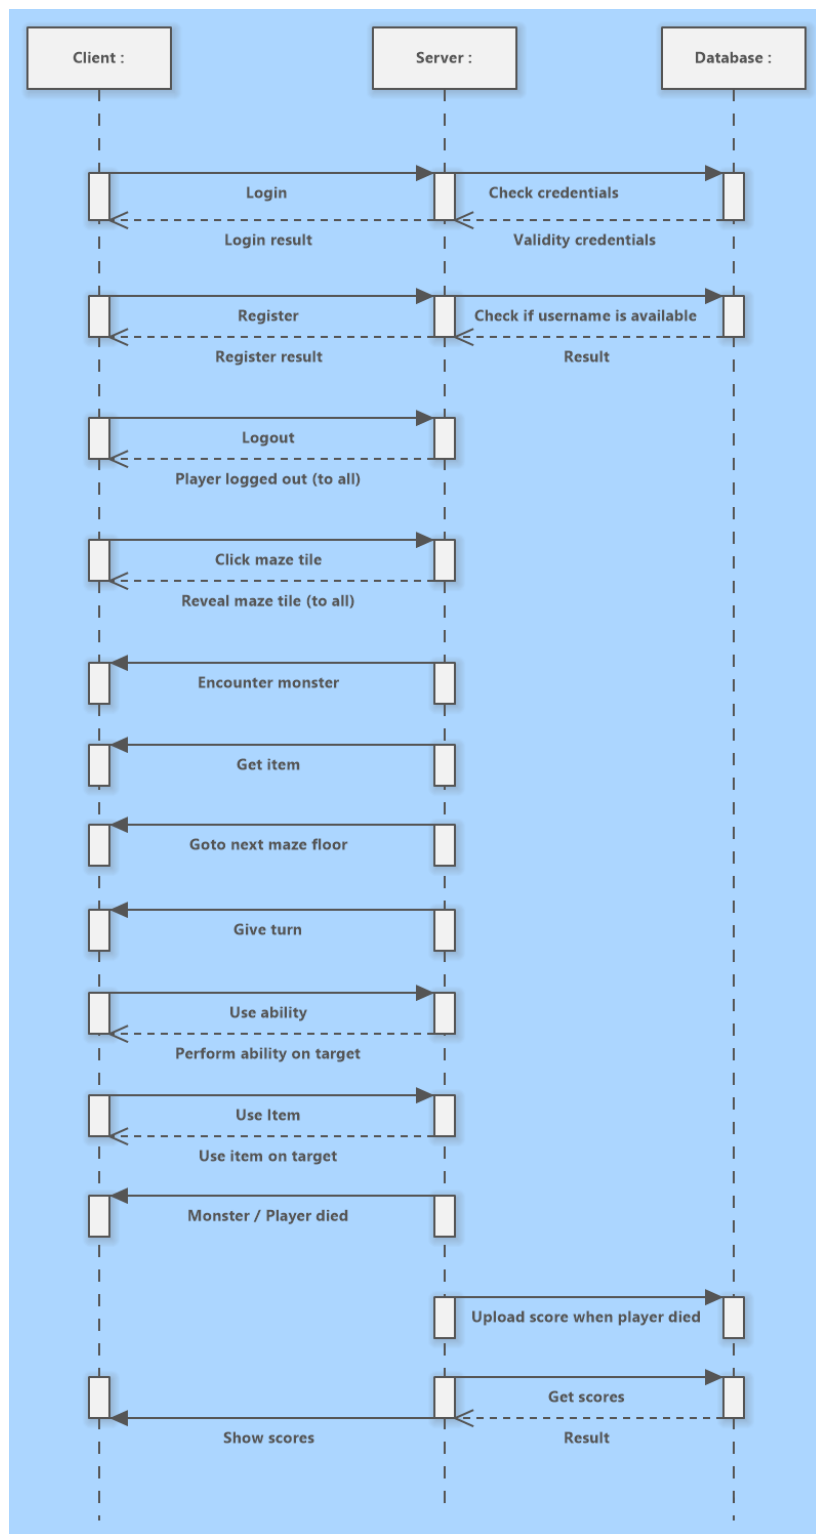 Client :
Server :
Database :
Login
Check credentials
Login result
Validity credentials
Register
Check if username is available
Register result
Result
Logout
Player logged out (to all)
Click maze tile
Reveal maze tile (to all)
Encounter monster
Get item
Goto next maze floor
Give turn
Use ability
Perform ability on target
Use Item
Use item on target
Monster / Player died
Upload score when player died
Get scores
Show scores
Result